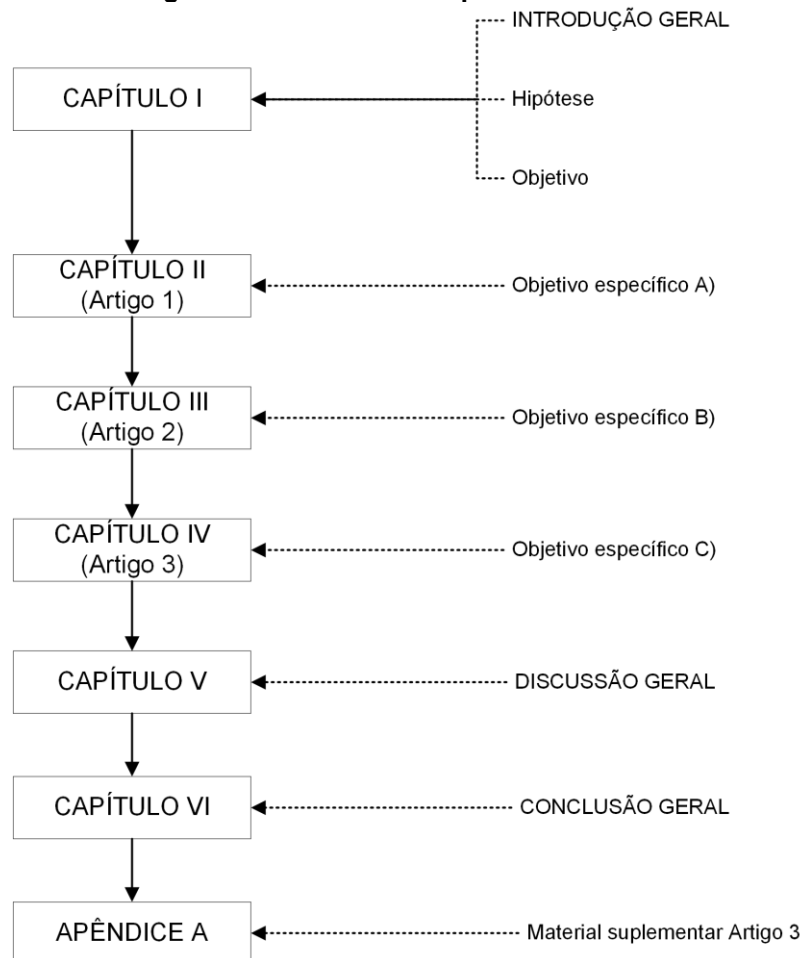 INTRODUÇÃO GERAL
CAPÍTULO I
Hipótese
Objetivo
CAPÍTULO II
(Artigo 1)
Objetivo específico A)
CAPÍTULO III
(Artigo 2)
Objetivo específico B)
CAPÍTULO IV
(Artigo 3)
Objetivo específico C)
CAPÍTULO V
DISCUSSÃO GERAL
CAPÍTULO VI
CONCLUSÃO GERAL
APÊNDICE A
Material suplementar Artigo 3